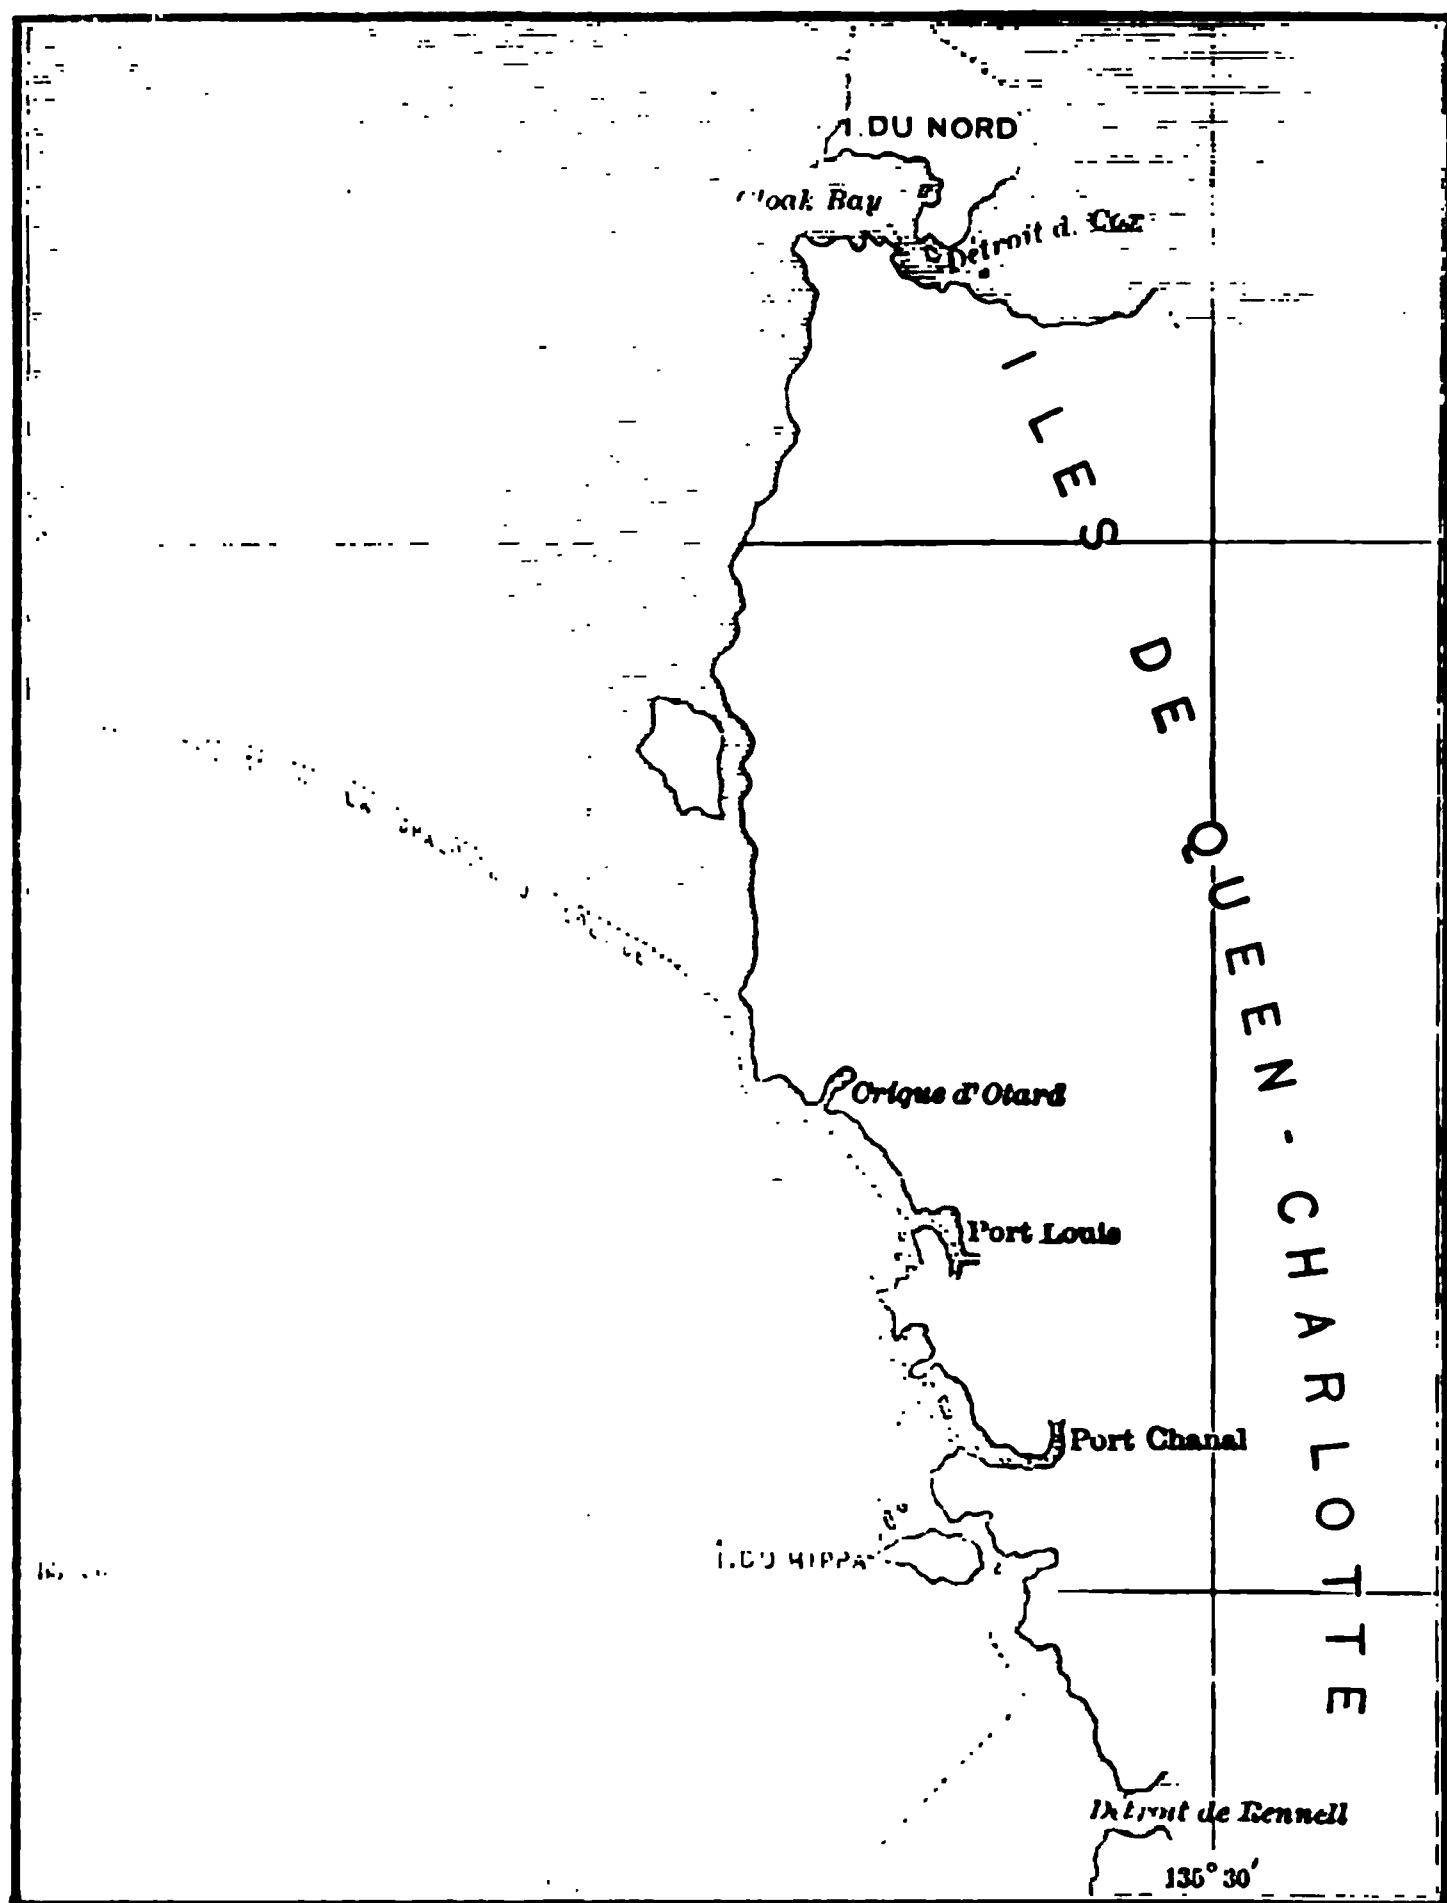 I. DU NORD
Cloak Bay
Détroit d. Cox
ILES DE QUEEN-CHARLOTTE
Crique d'Otard
Port Louis
Port Chanal
I. DU HIPPA
Détroit de Rennell
135° 30'